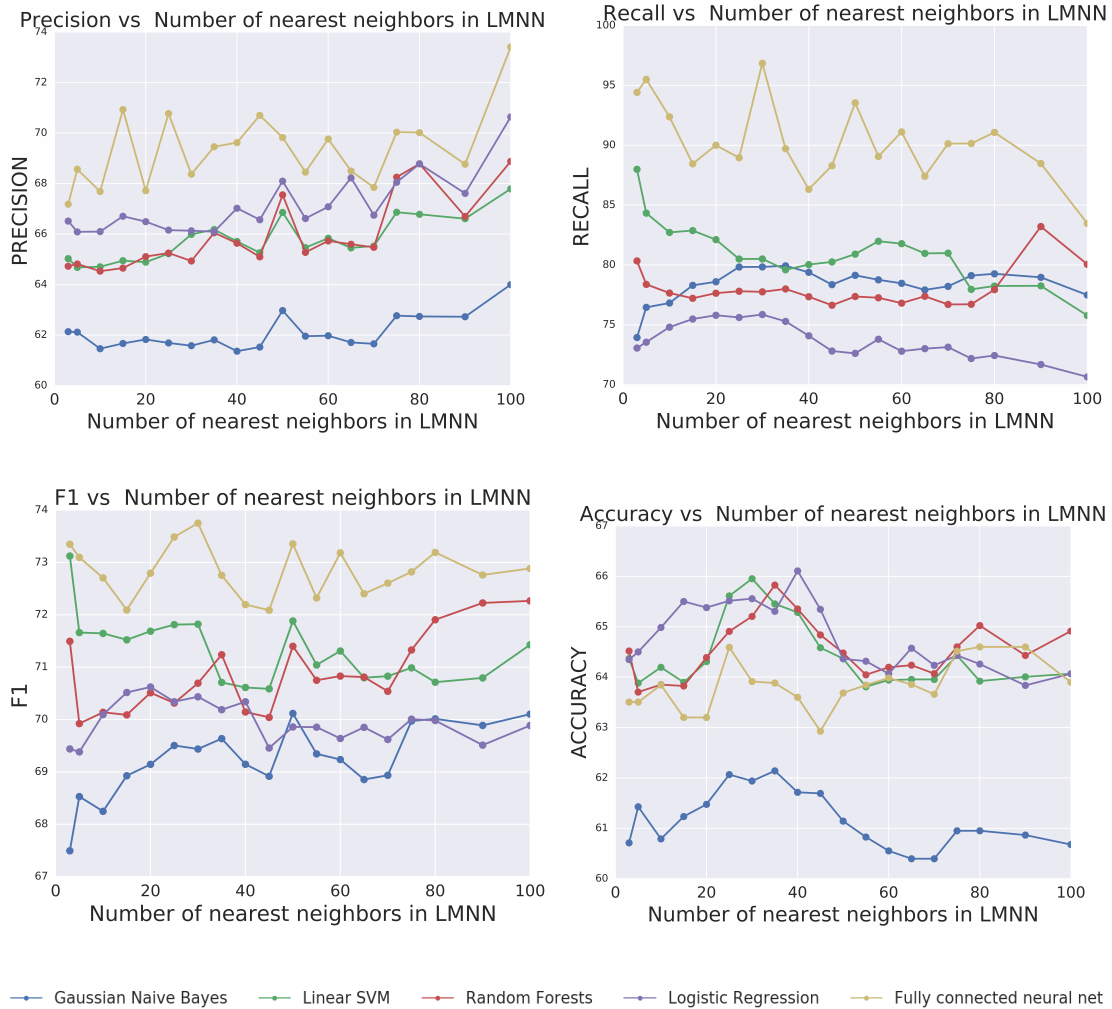 Precision vs  Number of nearest neighbors in LMNN
74
72
70
68
66
64
62
60
PRECISION
0 20 40 60 80 100
Number of nearest neighbors in LMNN
Recall vs  Number of nearest neighbors in LMNN
100
95
90
85
80
75
70
RECALL
0 20 40 60 80 100
Number of nearest neighbors in LMNN
F1 vs  Number of nearest neighbors in LMNN
74
73
72
71
70
69
68
67
F1
0 20 40 60 80 100
Number of nearest neighbors in LMNN
Accuracy vs  Number of nearest neighbors in LMNN
67
66
65
64
63
62
61
60
ACCURACY
0 20 40 60 80 100
Number of nearest neighbors in LMNN
Gaussian Naive Bayes Linear SVM Random Forests Logistic Regression Fully connected neural net